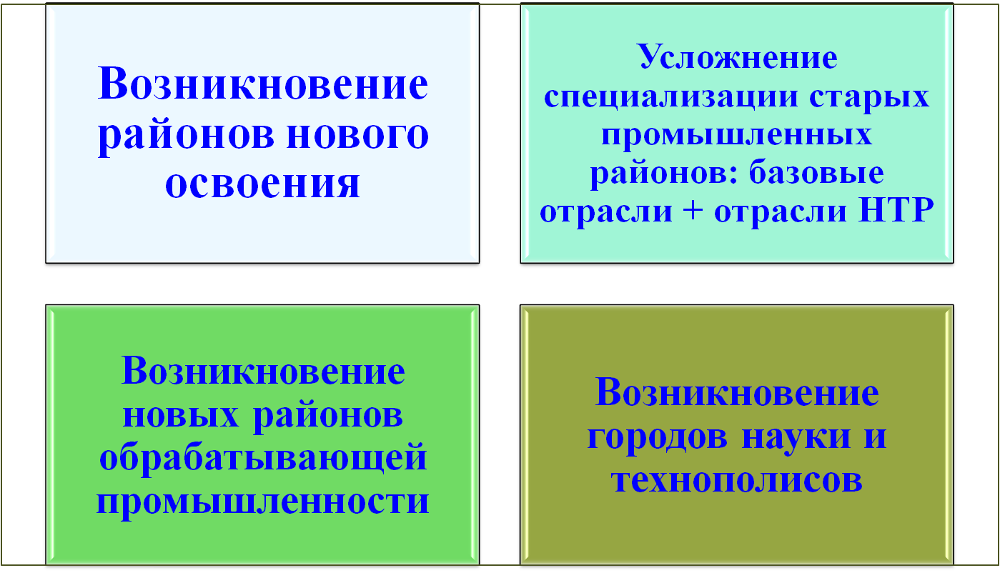 Возникновение
районов нового
освоения
Усложнение
специализации старых
промышленных
районов: базовые
отрасли + отрасли НТР
Возникновение
новых районов
обрабатывающей
промышленности
Возникновение
городов науки и
технополисов